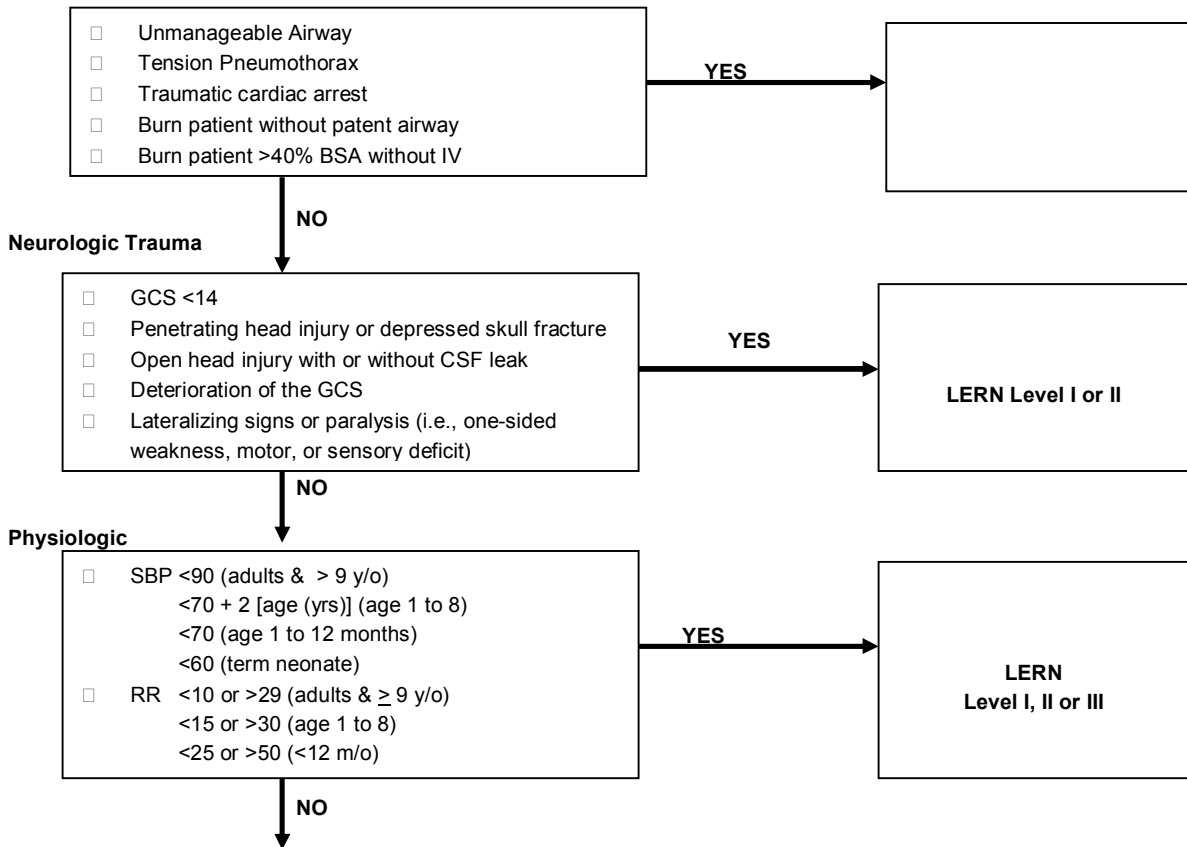 Unmanageable Airway
Tension Pneumothorax
Traumatic cardiac arrest
Burn patient without patent airway
Burn patient >40% BSA without IV
YES
NO
Neurologic Trauma
GCS <14
Penetrating head injury or depressed skull fracture
Open head injury with or without CSF leak
Deterioration of the GCS
Lateralizing signs or paralysis (i.e., one-sided
weakness, motor, or sensory deficit)
YES
LERN Level I or II
NO
Physiologic
SBP <90 (adults & > 9 y/o)
<70 + 2 [age (yrs)] (age 1 to 8)
<70 (age 1 to 12 months)
<60 (term neonate)
RR <10 or >29 (adults & ≥ 9 y/o)
<15 or >30 (age 1 to 8)
<25 or >50 (<12 m/o)
YES
LERN
Level I, II or III
NO